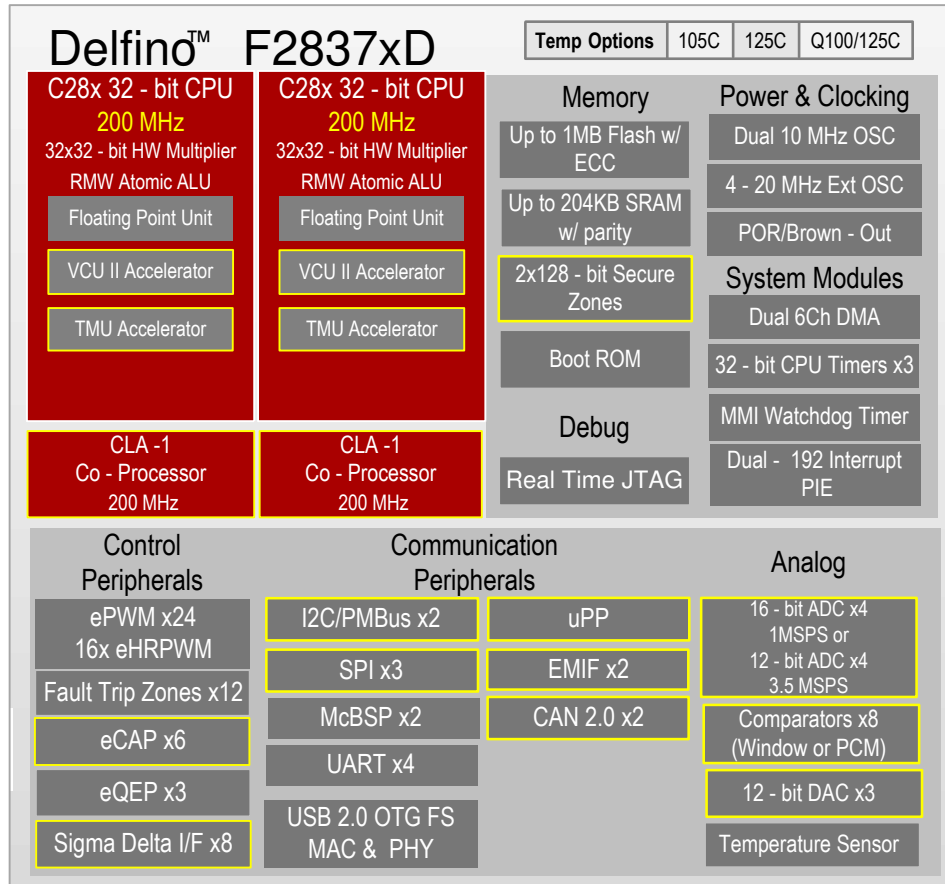 Delfino™ F2837xD
Temp Options 105C 125C Q100/125C
C28x 32 - bit CPU
200 MHz
32x32 - bit HW Multiplier
RMW Atomic ALU
Floating Point Unit
VCU II Accelerator
TMU Accelerator
CLA -1
Co - Processor
200 MHz
C28x 32 - bit CPU
200 MHz
32x32 - bit HW Multiplier
RMW Atomic ALU
Floating Point Unit
VCU II Accelerator
TMU Accelerator
CLA -1
Co - Processor
200 MHz
Memory
Up to 1MB Flash w/
ECC
Up to 204KB SRAM
w/ parity
2x128 - bit Secure
Zones
Boot ROM
Debug
Real Time JTAG
Power & Clocking
Dual 10 MHz OSC
4 - 20 MHz Ext OSC
POR/Brown - Out
System Modules
Dual 6Ch DMA
32 - bit CPU Timers x3
MMI Watchdog Timer
Dual - 192 Interrupt
PIE
Control
Peripherals
ePWM x24
16x eHRPWM
Fault Trip Zones x12
eCAP x6
eQEP x3
Sigma Delta I/F x8
Communication
Peripherals
I2C/PMBus x2
SPI x3
McBSP x2
UART x4
USB 2.0 OTG FS
MAC & PHY
uPP
EMIF x2
CAN 2.0 x2
Analog
16 - bit ADC x4
1MSPS or
12 - bit ADC x4
3.5 MSPS
Comparators x8
(Window or PCM)
12 - bit DAC x3
Temperature Sensor